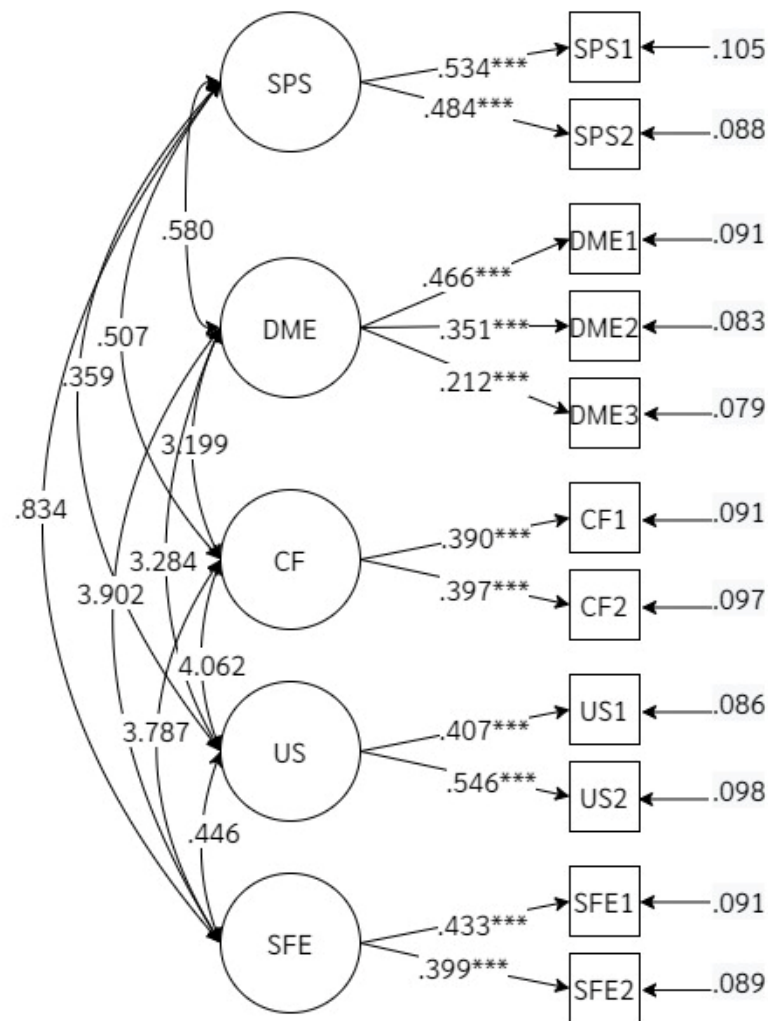 SPS
.534***
SPS1
.105
.484***
SPS2
.088
.580
DME
.466***
DME1
.091
.351***
DME2
.083
.212***
DME3
.079
.507
.359
3.199
.834
CF
.390***
CF1
.091
.397***
CF2
.097
3.284
3.902
4.062
3.787
US
.407***
US1
.086
.546***
US2
.098
.446
SFE
.433***
SFE1
.091
.399***
SFE2
.089